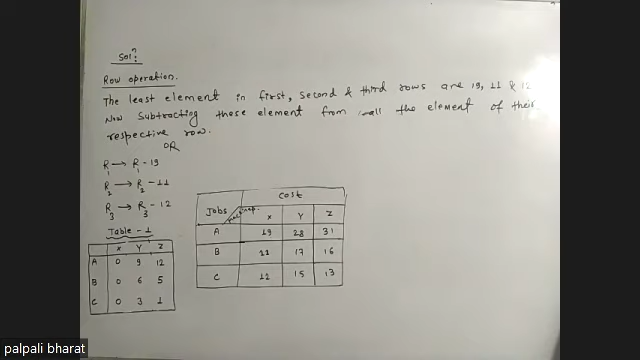 Sol?
Row operation.
The least element in first, second & third rows are 19, 11 & 12
Now Subtracting these element from all the element of their
respective row.
OR
R1 → R1 - 19
R2 → R2 - 11
R3 → R3 - 12
Table - 1
X Y Z
A 0 9 12
B 0 6 5
C 0 3 1
Jobs Cost
X Y Z
A 19 28 31
B 11 17 16
C 12 15 13
palpali bharat